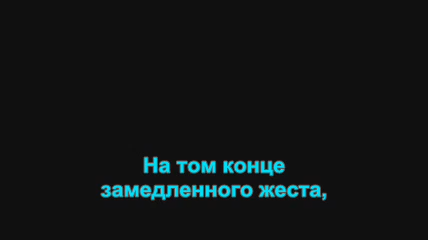 На том конце
замедленного жеста,